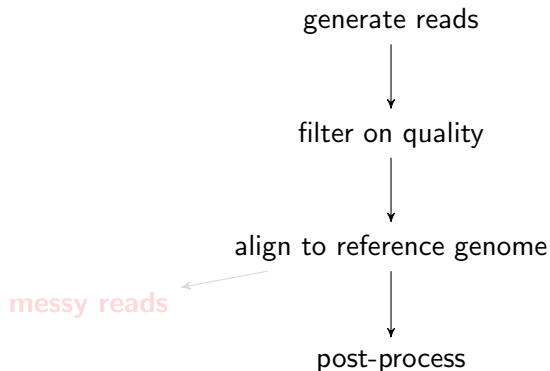 generate reads
filter on quality
align to reference genome
messy reads
post-process